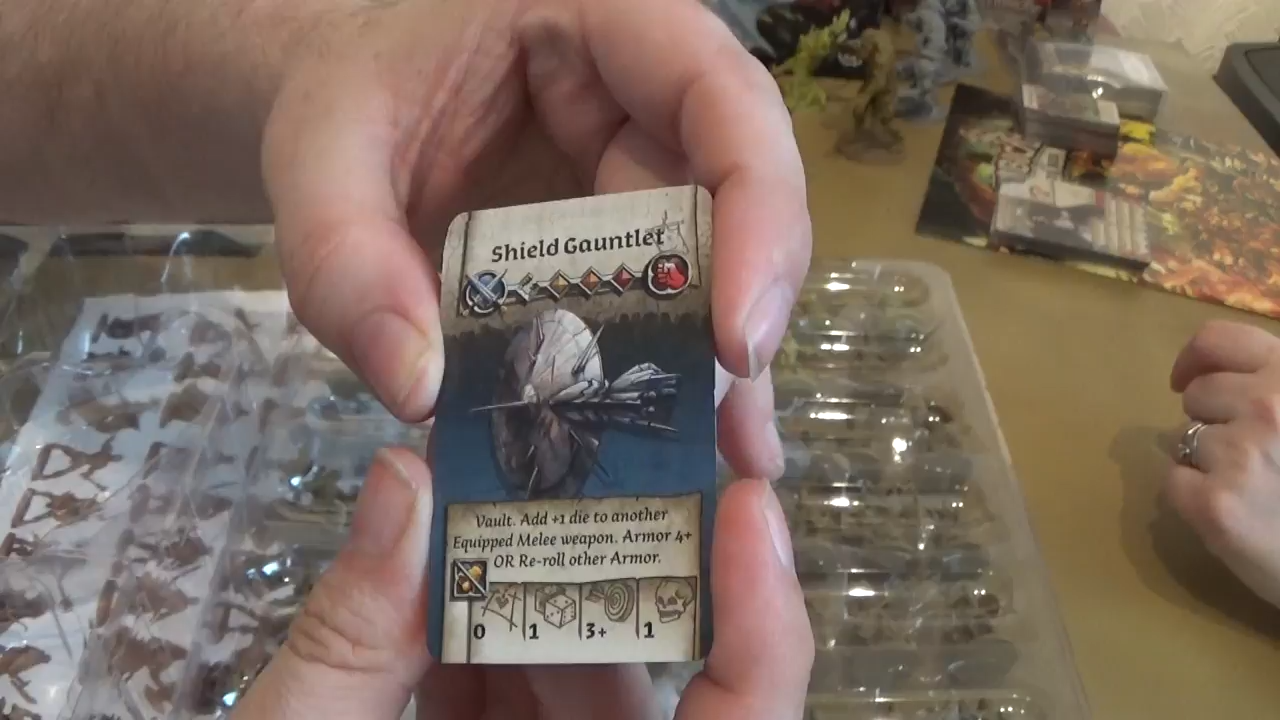 Shield Gauntlet
Vault. Add +1 die to another
Equipped Melee weapon. Armor 4+
OR Re-roll other Armor.
0 1 3+ 1